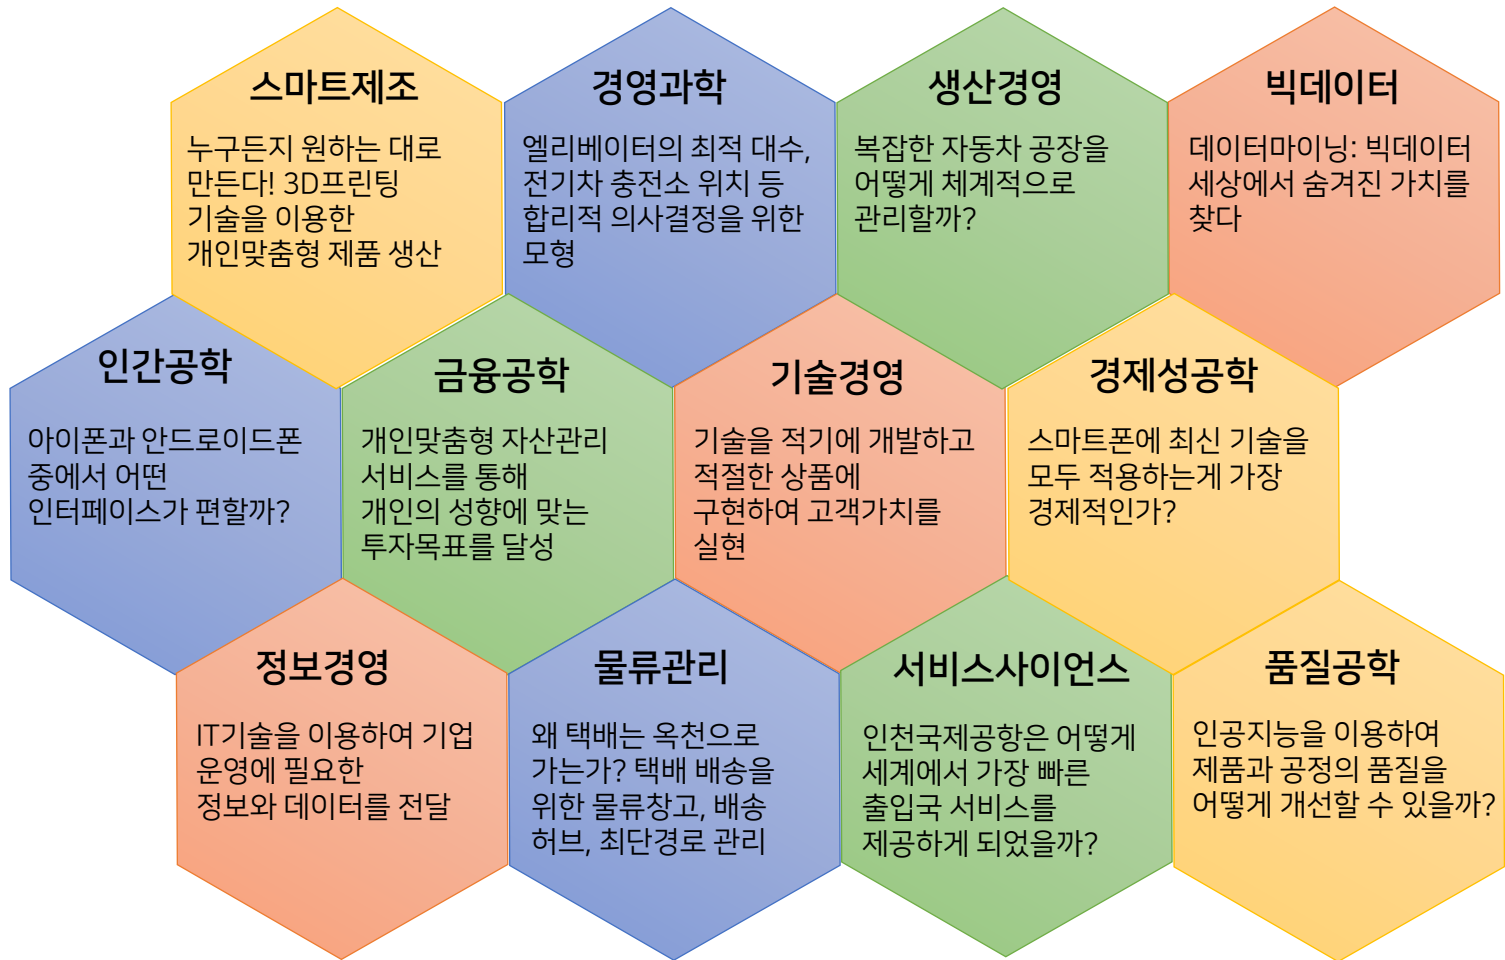 스마트제조
누구든지 원하는 대로
만든다! 3D프린팅
기술을 이용한
개인맞춤형 제품 생산
경영과학
엘리베이터의 최적 대수,
전기차 충전소 위치 등
합리적 의사결정을 위한
모형
생산경영
복잡한 자동차 공장을
어떻게 체계적으로
관리할까?
빅데이터
데이터마이닝: 빅데이터
세상에서 숨겨진 가치를
찾다
인간공학
아이폰과 안드로이드폰
중에서 어떤
인터페이스가 편할까?
금융공학
개인맞춤형 자산관리
서비스를 통해
개인의 성향에 맞는
투자목표를 달성
기술경영
기술을 적기에 개발하고
적절한 상품에
구현하여 고객가치를
실현
경제성공학
스마트폰에 최신 기술을
모두 적용하는게 가장
경제적인가?
정보경영
IT기술을 이용하여 기업
운영에 필요한
정보와 데이터를 전달
물류관리
왜 택배는 옥천으로
가는가? 택배 배송을
위한 물류창고, 배송
허브, 최단경로 관리
서비스사이언스
인천국제공항은 어떻게
세계에서 가장 빠른
출입국 서비스를
제공하게 되었을까?
품질공학
인공지능을 이용하여
제품과 공정의 품질을
어떻게 개선할 수 있을까?